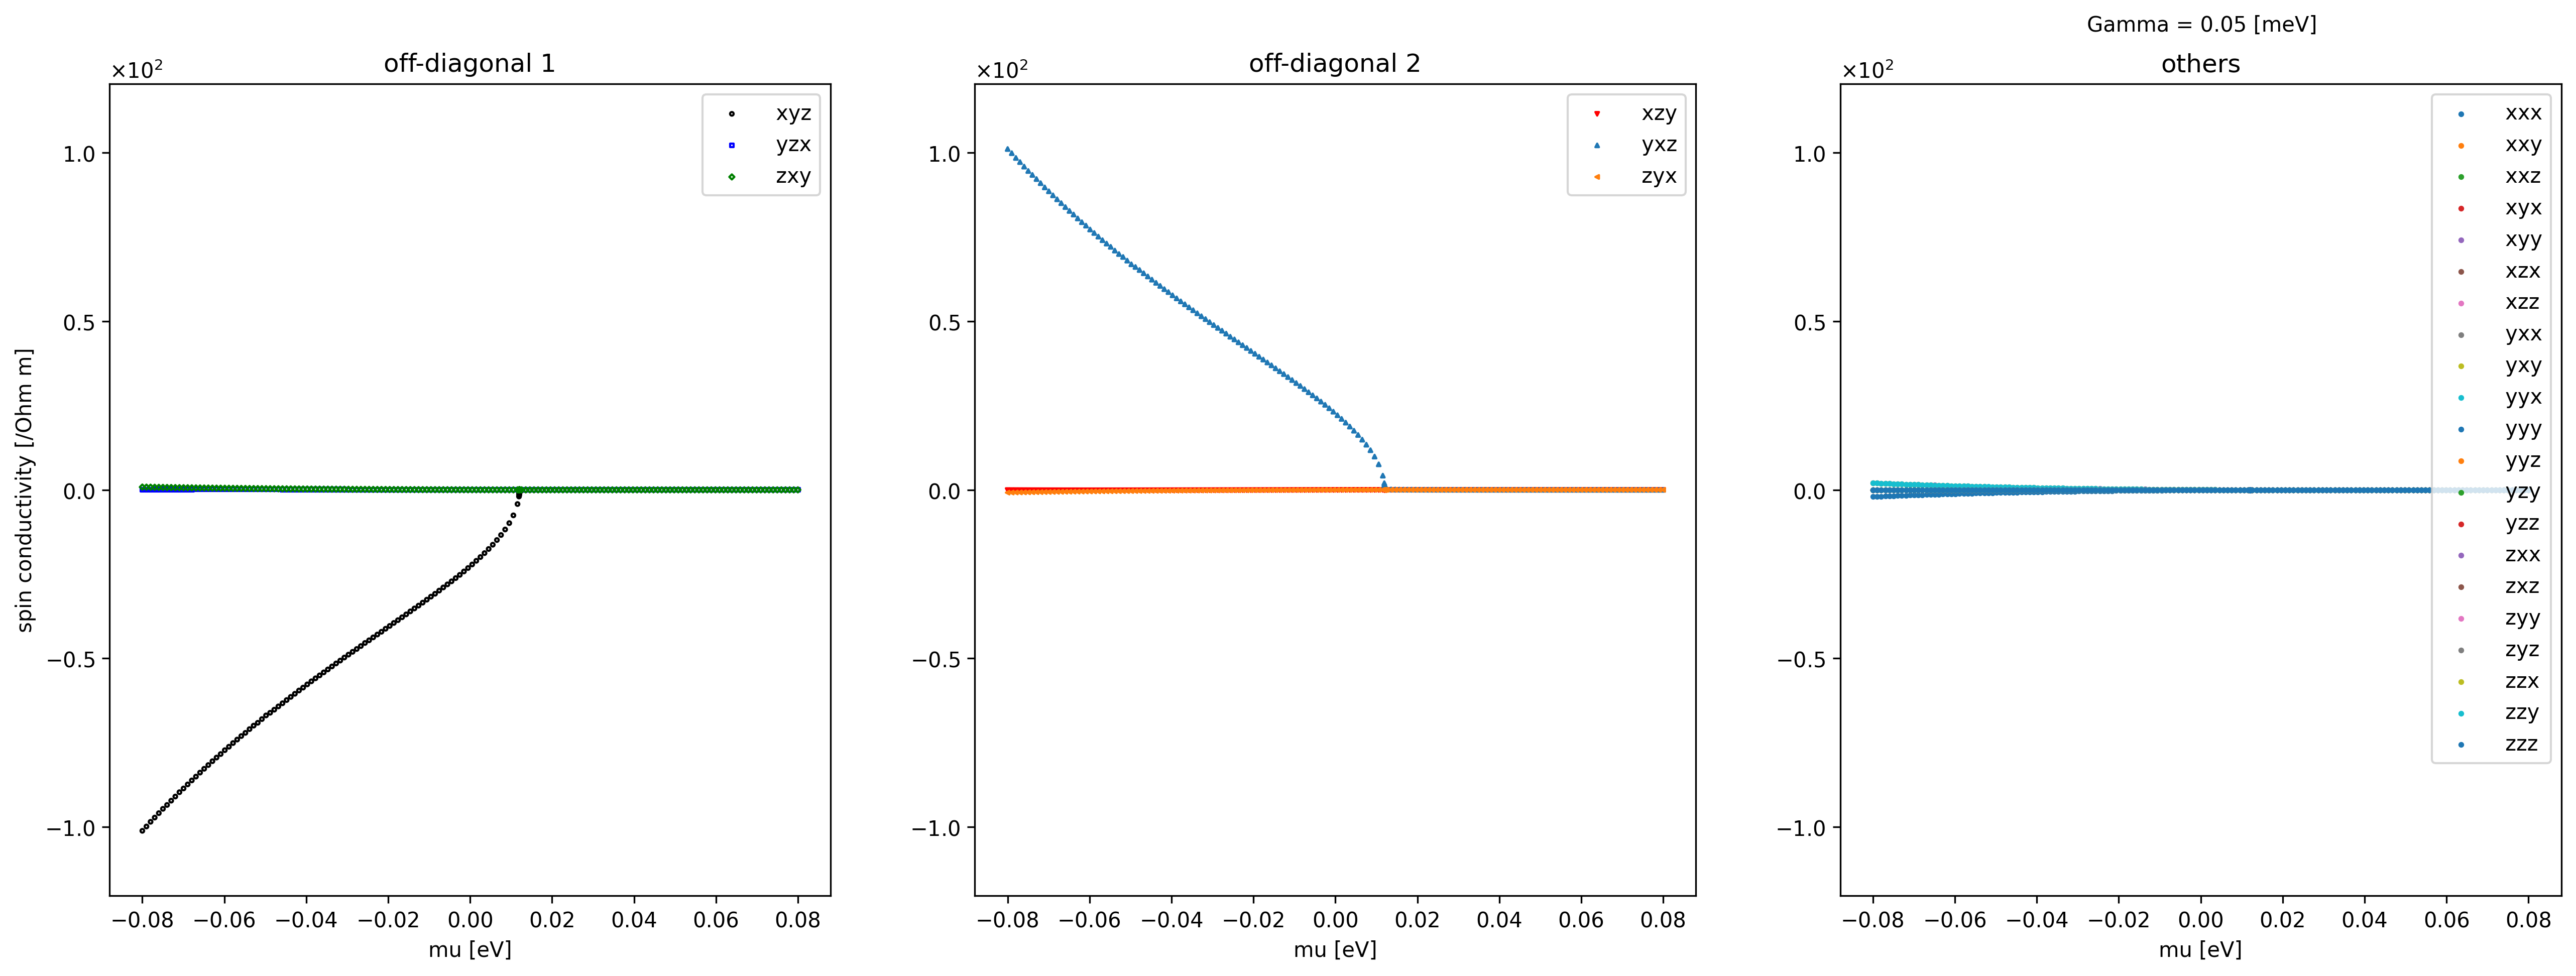 Gamma = 0.05 [meV]
×10²
off-diagonal 1
1.0
0.5
0.0
−0.5
−1.0
spin conductivity [/Ohm m]
xyz
yzx
zxy
−0.08 −0.06 −0.04 −0.02 0.00 0.02 0.04 0.06 0.08
mu [eV]
×10²
off-diagonal 2
1.0
0.5
0.0
−0.5
−1.0
xzy
yxz
zyx
−0.08 −0.06 −0.04 −0.02 0.00 0.02 0.04 0.06 0.08
mu [eV]
×10²
others
1.0
0.5
0.0
−0.5
−1.0
xxx
xxy
xxz
xyx
xyy
xzx
xzz
yxx
yxy
yyx
yyy
yyz
yzy
yzz
zxx
zxz
zyy
zyz
zzx
zzy
zzz
−0.08 −0.06 −0.04 −0.02 0.00 0.02 0.04 0.06 0.08
mu [eV]